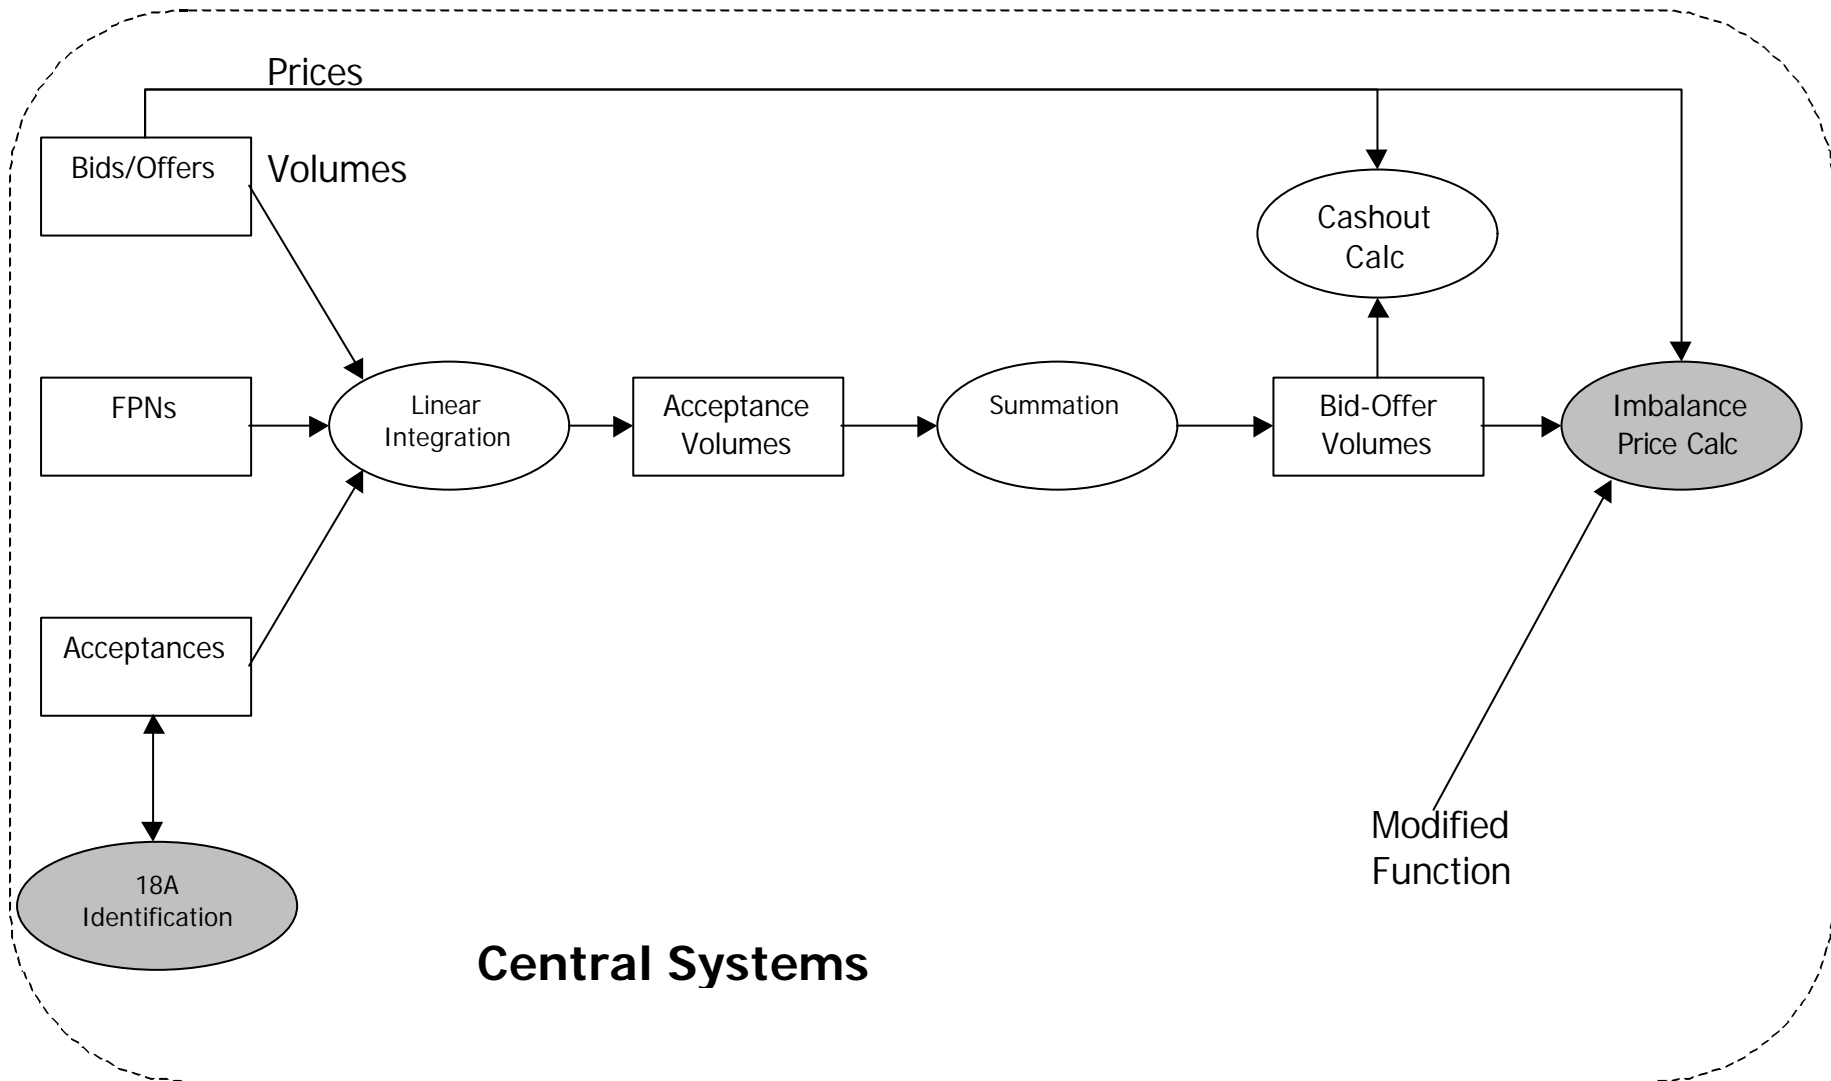 Prices
Bids/Offers
Volumes
Cashout
Calc
FPNs
Linear
Integration
Acceptance
Volumes
Summation
Bid-Offer
Volumes
Imbalance
Price Calc
Acceptances
Modified
Function
18A
Identification
Central Systems